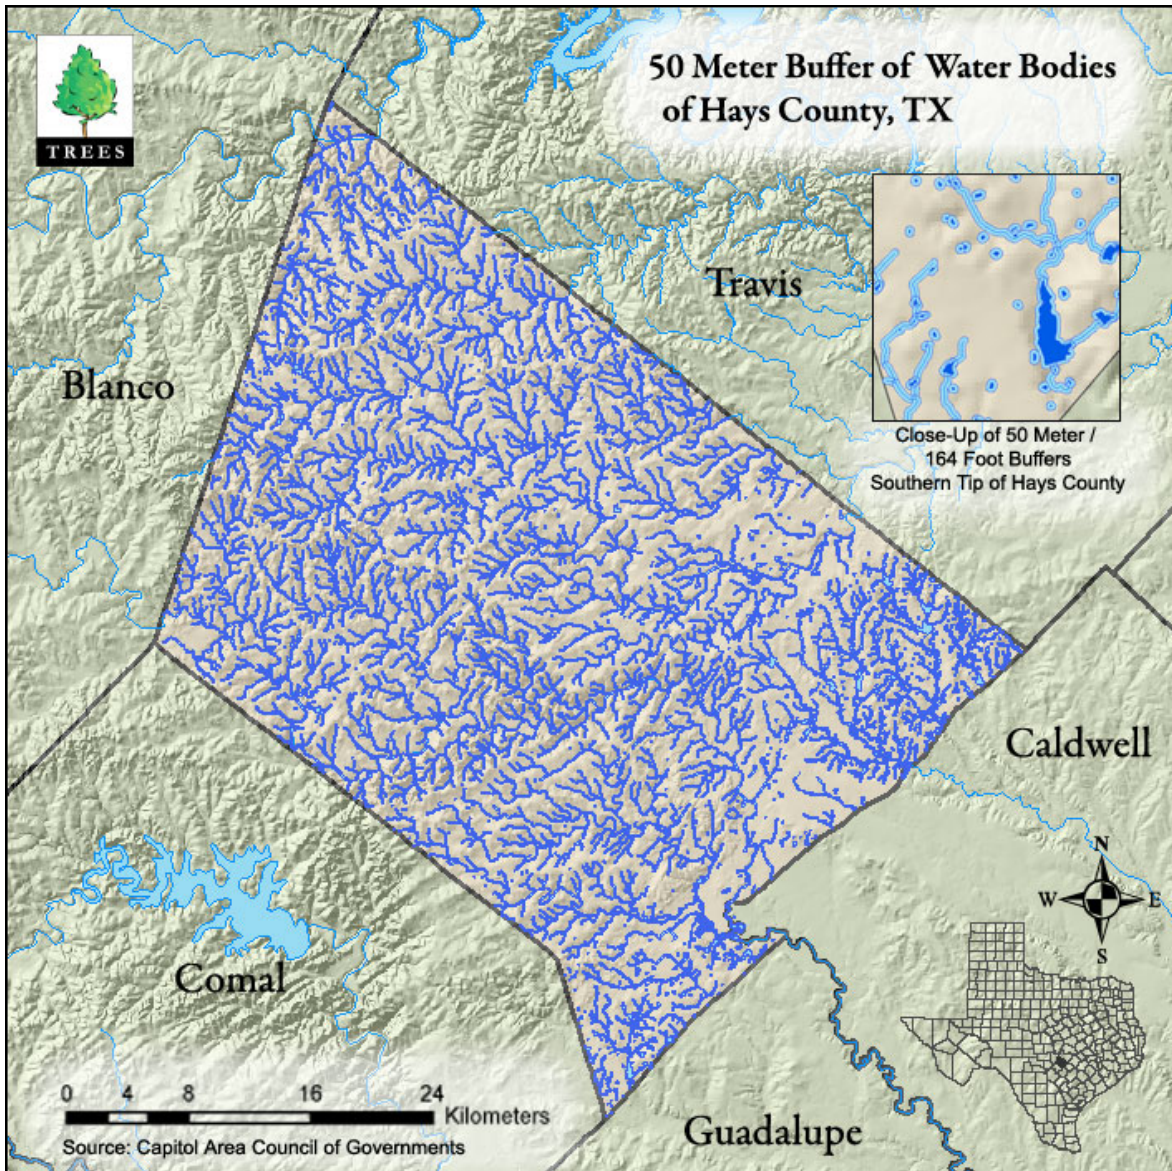 TREES
50 Meter Buffer of Water Bodies
of Hays County, TX
Travis
Blanco
Close-Up of 50 Meter /
164 Foot Buffers
Southern Tip of Hays County
Caldwell
N
W
E
S
Comal
0 4 8 16 24
Kilometers
Source: Capitol Area Council of Governments
Guadalupe